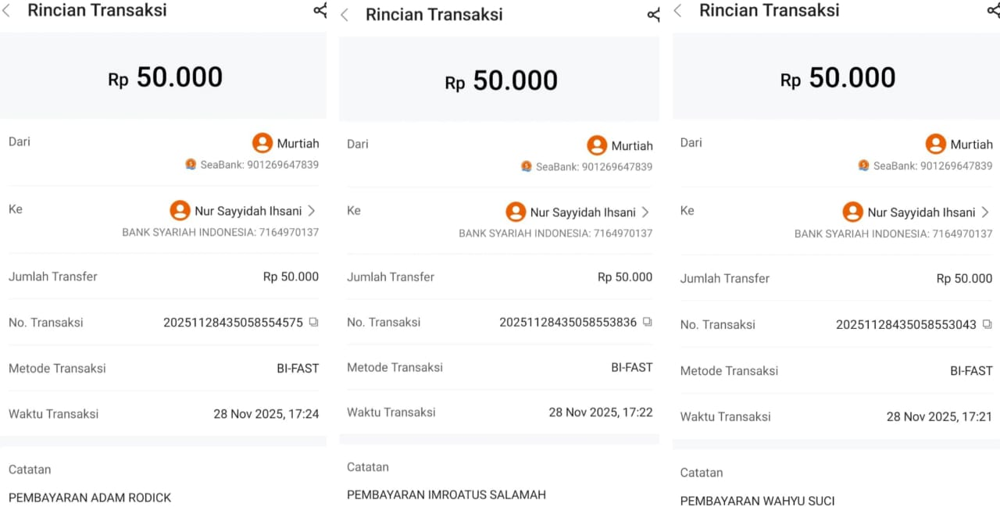 Rincian Transaksi
Rp 50.000
Dari
Murtiah
SeaBank: 901269647839
Ke
Nur Sayyidah Ihsani
BANK SYARIAH INDONESIA: 7164970137
Jumlah Transfer
Rp 50.000
No. Transaksi
20251128435058554575
Metode Transaksi
BI-FAST
Waktu Transaksi
28 Nov 2025, 17:24
Catatan
PEMBAYARAN ADAM RODICK
Rincian Transaksi
Rp 50.000
Dari
Murtiah
SeaBank: 901269647839
Ke
Nur Sayyidah Ihsani
BANK SYARIAH INDONESIA: 7164970137
Jumlah Transfer
Rp 50.000
No. Transaksi
20251128435058553836
Metode Transaksi
BI-FAST
Waktu Transaksi
28 Nov 2025, 17:22
Catatan
PEMBAYARAN IMROATUS SALAMAH
Rincian Transaksi
Rp 50.000
Dari
Murtiah
SeaBank: 901269647839
Ke
Nur Sayyidah Ihsani
BANK SYARIAH INDONESIA: 7164970137
Jumlah Transfer
Rp 50.000
No. Transaksi
20251128435058553043
Metode Transaksi
BI-FAST
Waktu Transaksi
28 Nov 2025, 17:21
Catatan
PEMBAYARAN WAHYU SUCI